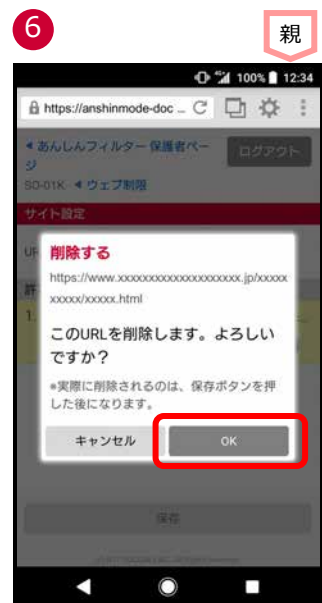 6
親
100% 12:34
https://anshinmode-doc ...
◀ あんしんフィルター 保護者ペー
ジ
ログアウト
SO-01K ◀ ウェブ制限
サイト設定
削除する
https://www.xxxxxxxxxxxxxxxxxxxx.jp/xxxxx
xxxxx/xxxxx.html
1.
このURLを削除します。よろしい
ですか？
※実際に削除されるのは、保存ボタンを押
した後になります。
キャンセル
OK
保存